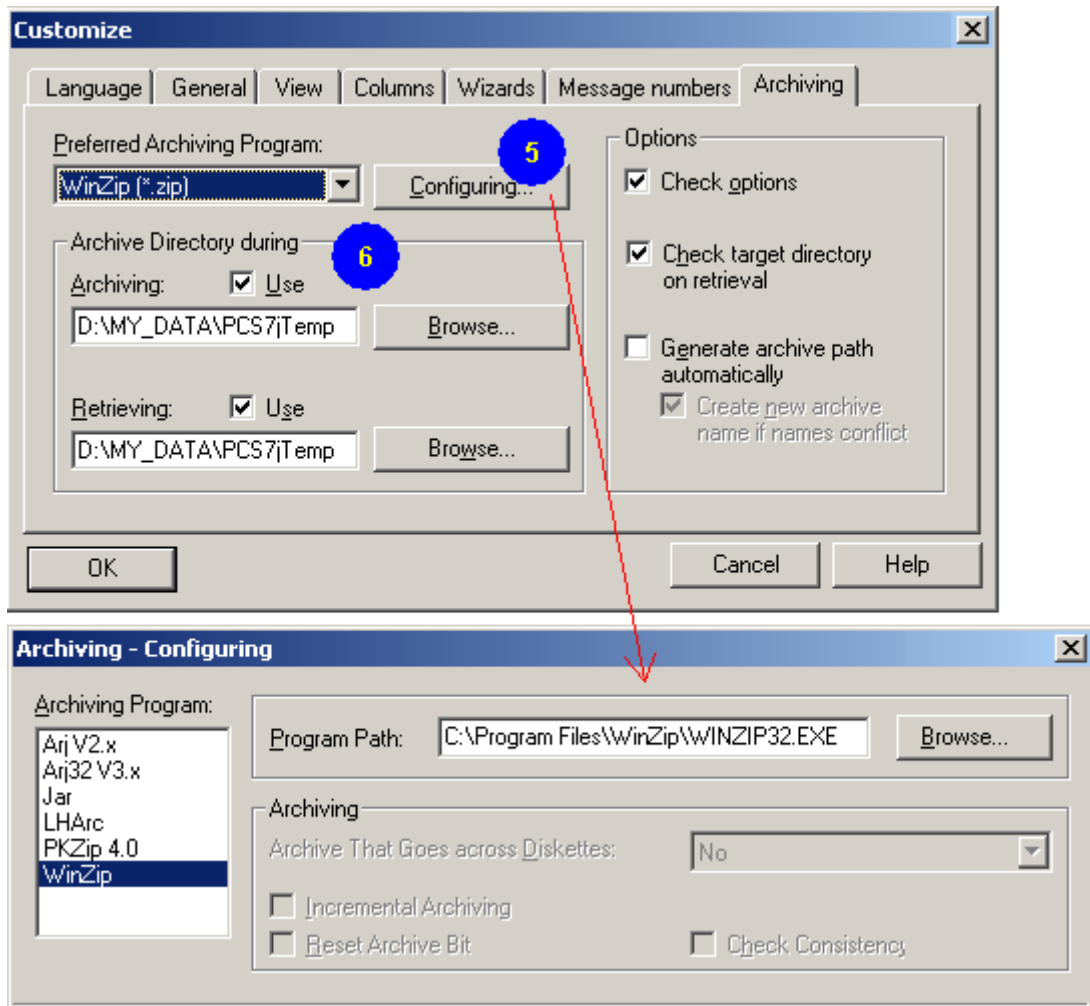 Customize
Language General View Columns Wizards Message numbers Archiving
Preferred Archiving Program:
WinZip (*.zip)
Configuring...
5
Archive Directory during
6
Archiving:
Use
D:\MY_DATA\PCS7\Temp
Browse...
Retrieving:
Use
D:\MY_DATA\PCS7\Temp
Browse...
Options
Check options
Check target directory
on retrieval
Generate archive path
automatically
Create new archive
name if names conflict
OK
Cancel
Help
Archiving - Configuring
Archiving Program:
Arj V2.x
Arj32 V3.x
Jar
LHArc
PKZip 4.0
WinZip
Program Path:
C:\Program Files\WinZip\WINZIP32.EXE
Browse...
Archiving
Archive That Goes across Diskettes:
No
Incremental Archiving
Reset Archive Bit
Check Consistency